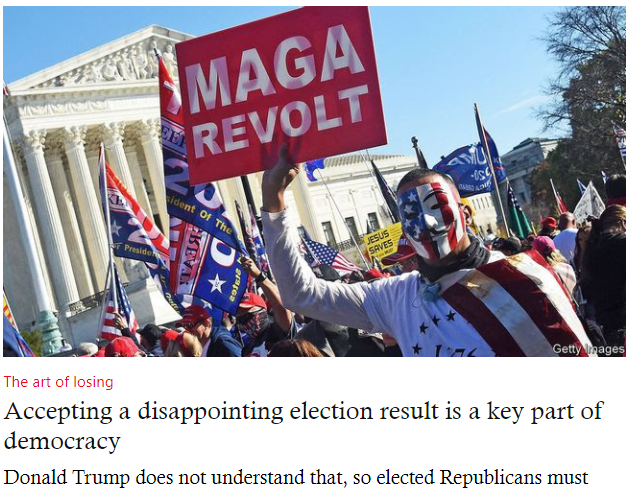 MAGA
REVOLT
President Of The
JESUS
SAVES
Getty Images
The art of losing
Accepting a disappointing election result is a key part of
democracy
Donald Trump does not understand that, so elected Republicans must